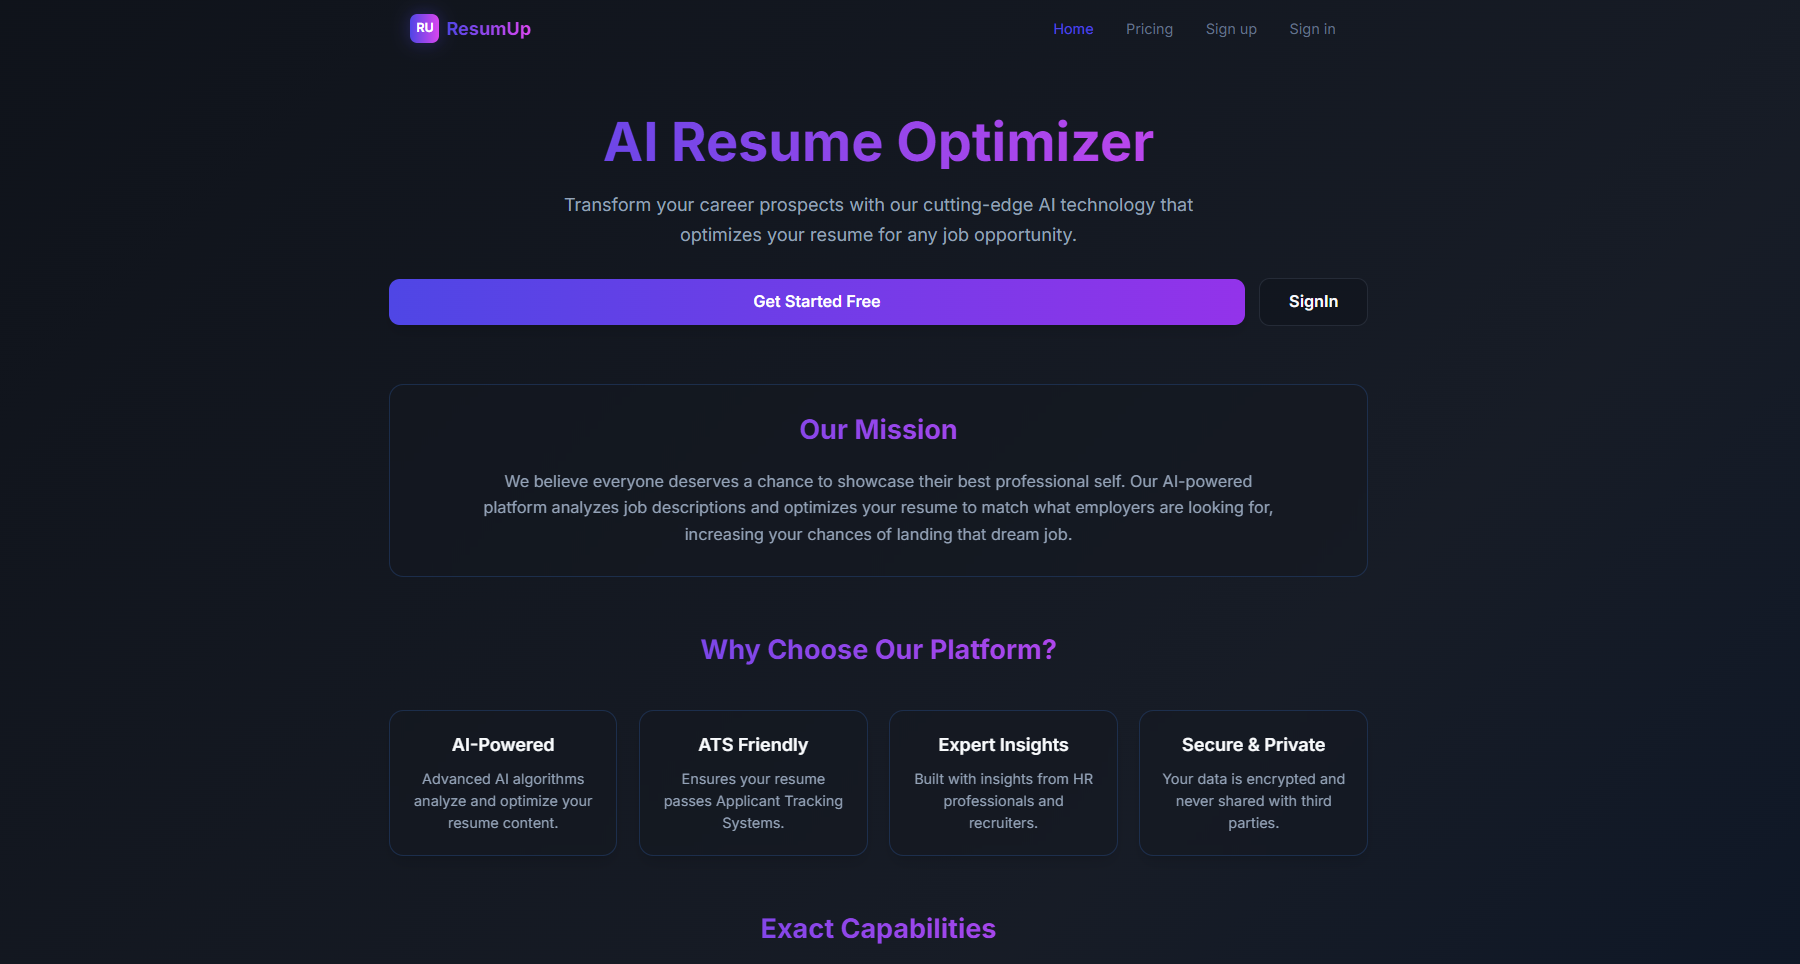 RU ResumUp
Home Pricing Sign up Sign in
AI Resume Optimizer
Transform your career prospects with our cutting-edge AI technology that
optimizes your resume for any job opportunity.
Get Started Free
SignIn
Our Mission
We believe everyone deserves a chance to showcase their best professional self. Our AI-powered
platform analyzes job descriptions and optimizes your resume to match what employers are looking for,
increasing your chances of landing that dream job.
Why Choose Our Platform?
AI-Powered
Advanced AI algorithms
analyze and optimize your
resume content.
ATS Friendly
Ensures your resume
passes Applicant Tracking
Systems.
Expert Insights
Built with insights from HR
professionals and
recruiters.
Secure & Private
Your data is encrypted and
never shared with third
parties.
Exact Capabilities